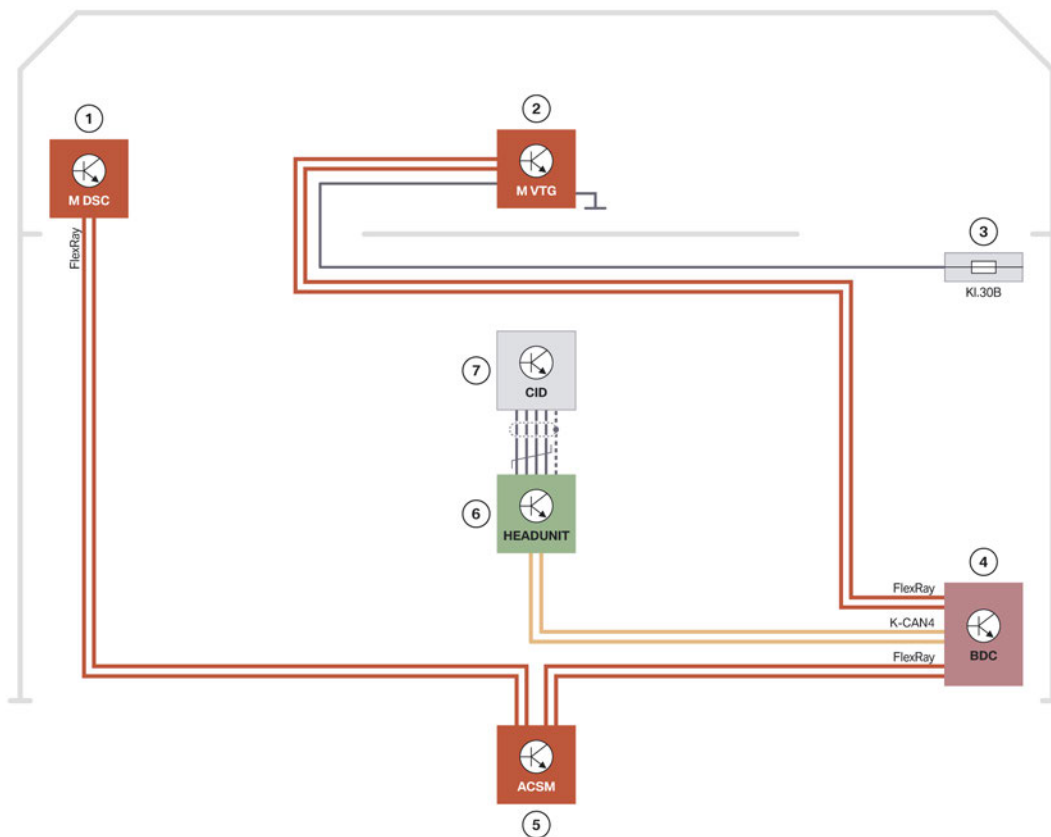 1
2
M DSC
M VTG
FlexRay
3
Kl.30B
7
CID
6
HEADUNIT
4
FlexRay
K-CAN4
BDC
FlexRay
ACSM
5